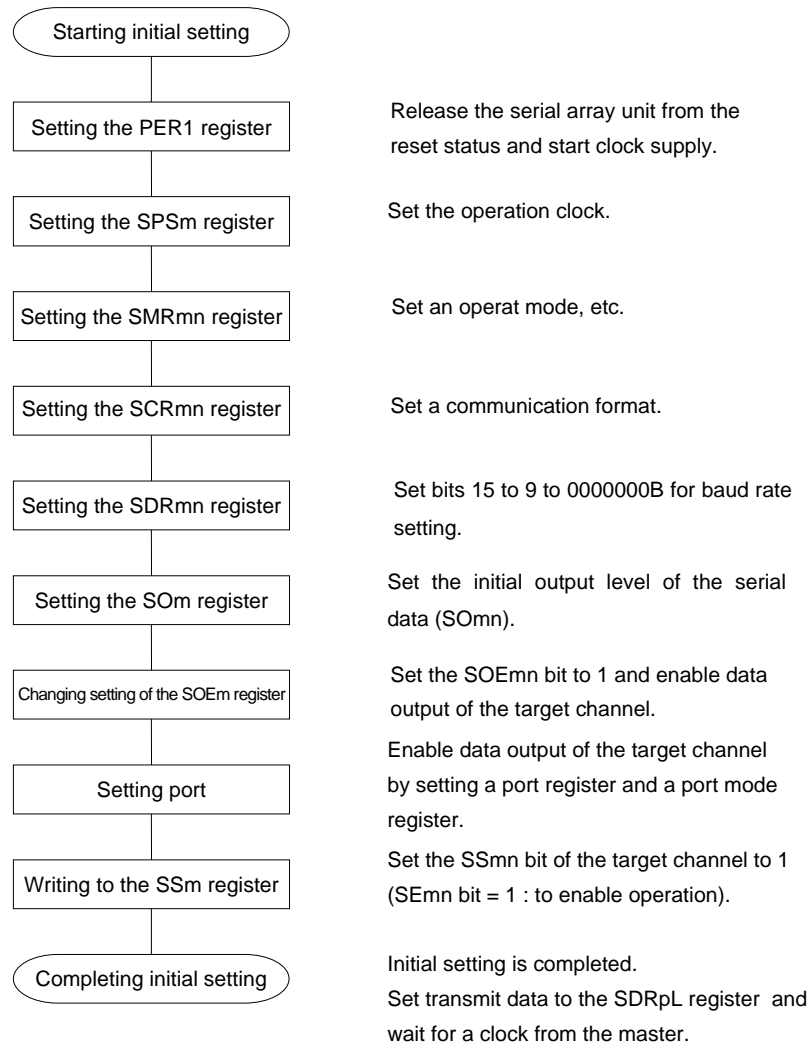 Starting initial setting
Setting the PER1 register
Release the serial array unit from the
reset status and start clock supply.
Setting the SPSm register
Set the operation clock.
Setting the SMRmn register
Set an operat mode, etc.
Setting the SCRmn register
Set a communication format.
Setting the SDRmn register
Set bits 15 to 9 to 0000000B for baud rate
setting.
Setting the SOm register
Set the initial output level of the serial
data (SOmn).
Changing setting of the SOEm register
Set the SOEmn bit to 1 and enable data
output of the target channel.
Setting port
Enable data output of the target channel
by setting a port register and a port mode
register.
Writing to the SSm register
Set the SSmn bit of the target channel to 1
(SEmn bit = 1 : to enable operation).
Completing initial setting
Initial setting is completed.
Set transmit data to the SDRpL register and
wait for a clock from the master.